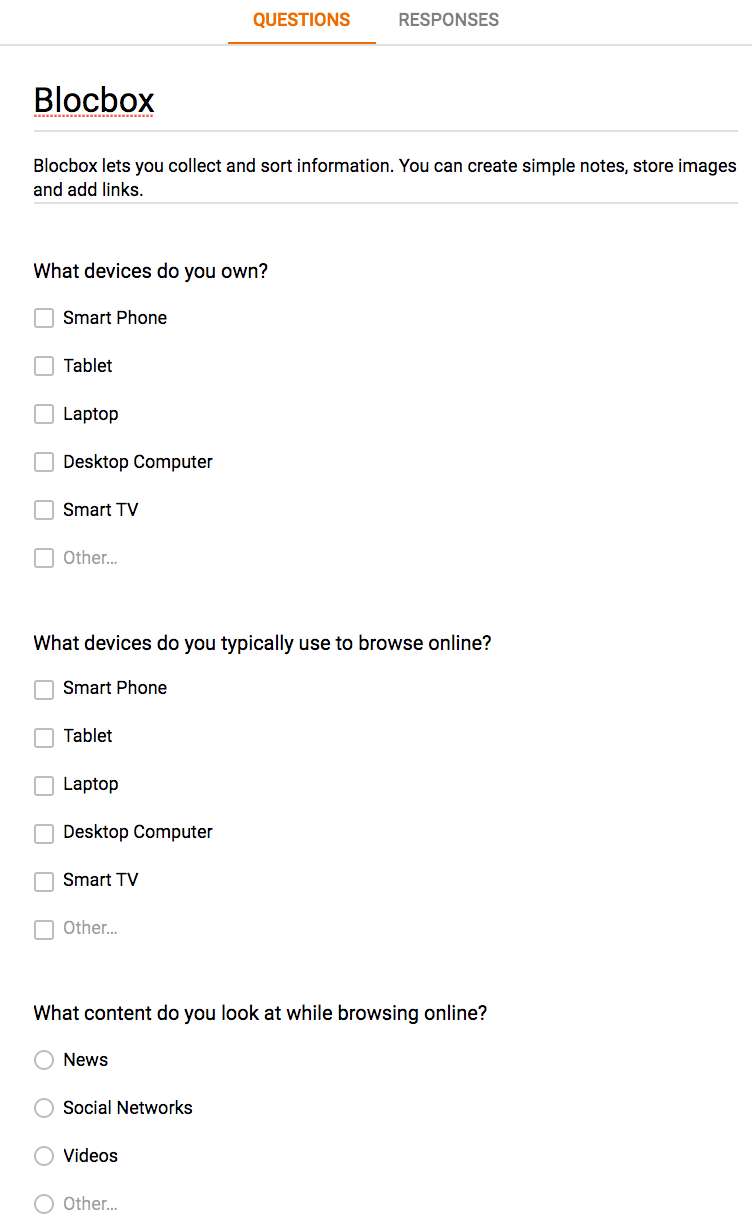 QUESTIONS RESPONSES
Blocbox
Blocbox lets you collect and sort information. You can create simple notes, store images
and add links.
What devices do you own?
Smart Phone
Tablet
Laptop
Desktop Computer
Smart TV
Other...
What devices do you typically use to browse online?
Smart Phone
Tablet
Laptop
Desktop Computer
Smart TV
Other...
What content do you look at while browsing online?
News
Social Networks
Videos
Other...